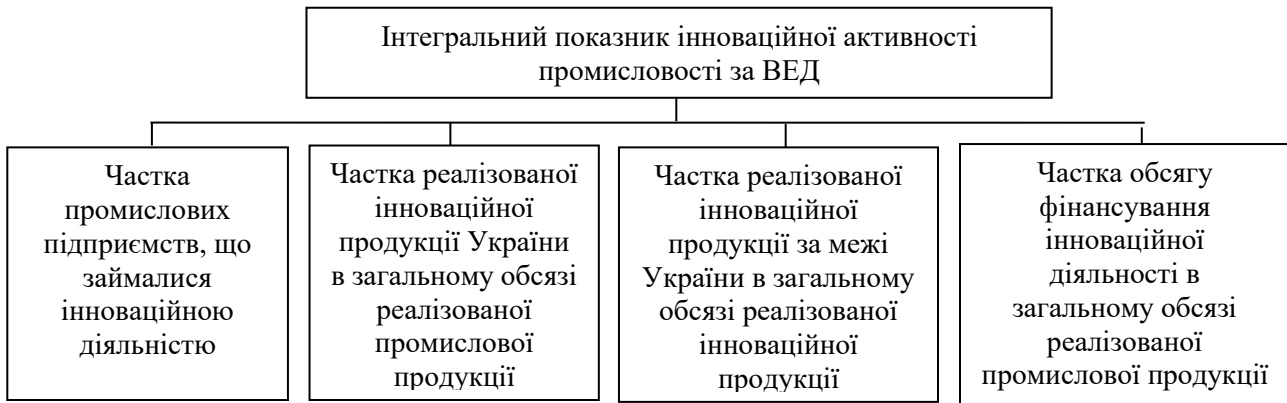 Інтегральний показник інноваційної активності
промисловості за ВЕД
Частка
промислових
підприємств, що
займалися
інноваційною
діяльністю
Частка реалізованої
інноваційної
продукції України
в загальному обсязі
реалізованої
промислової
продукції
Частка реалізованої
інноваційної
продукції за межі
України в загальному
обсязі реалізованої
інноваційної
продукції
Частка обсягу
фінансування
інноваційної
діяльності в
загальному обсязі
реалізованої
промислової продукції